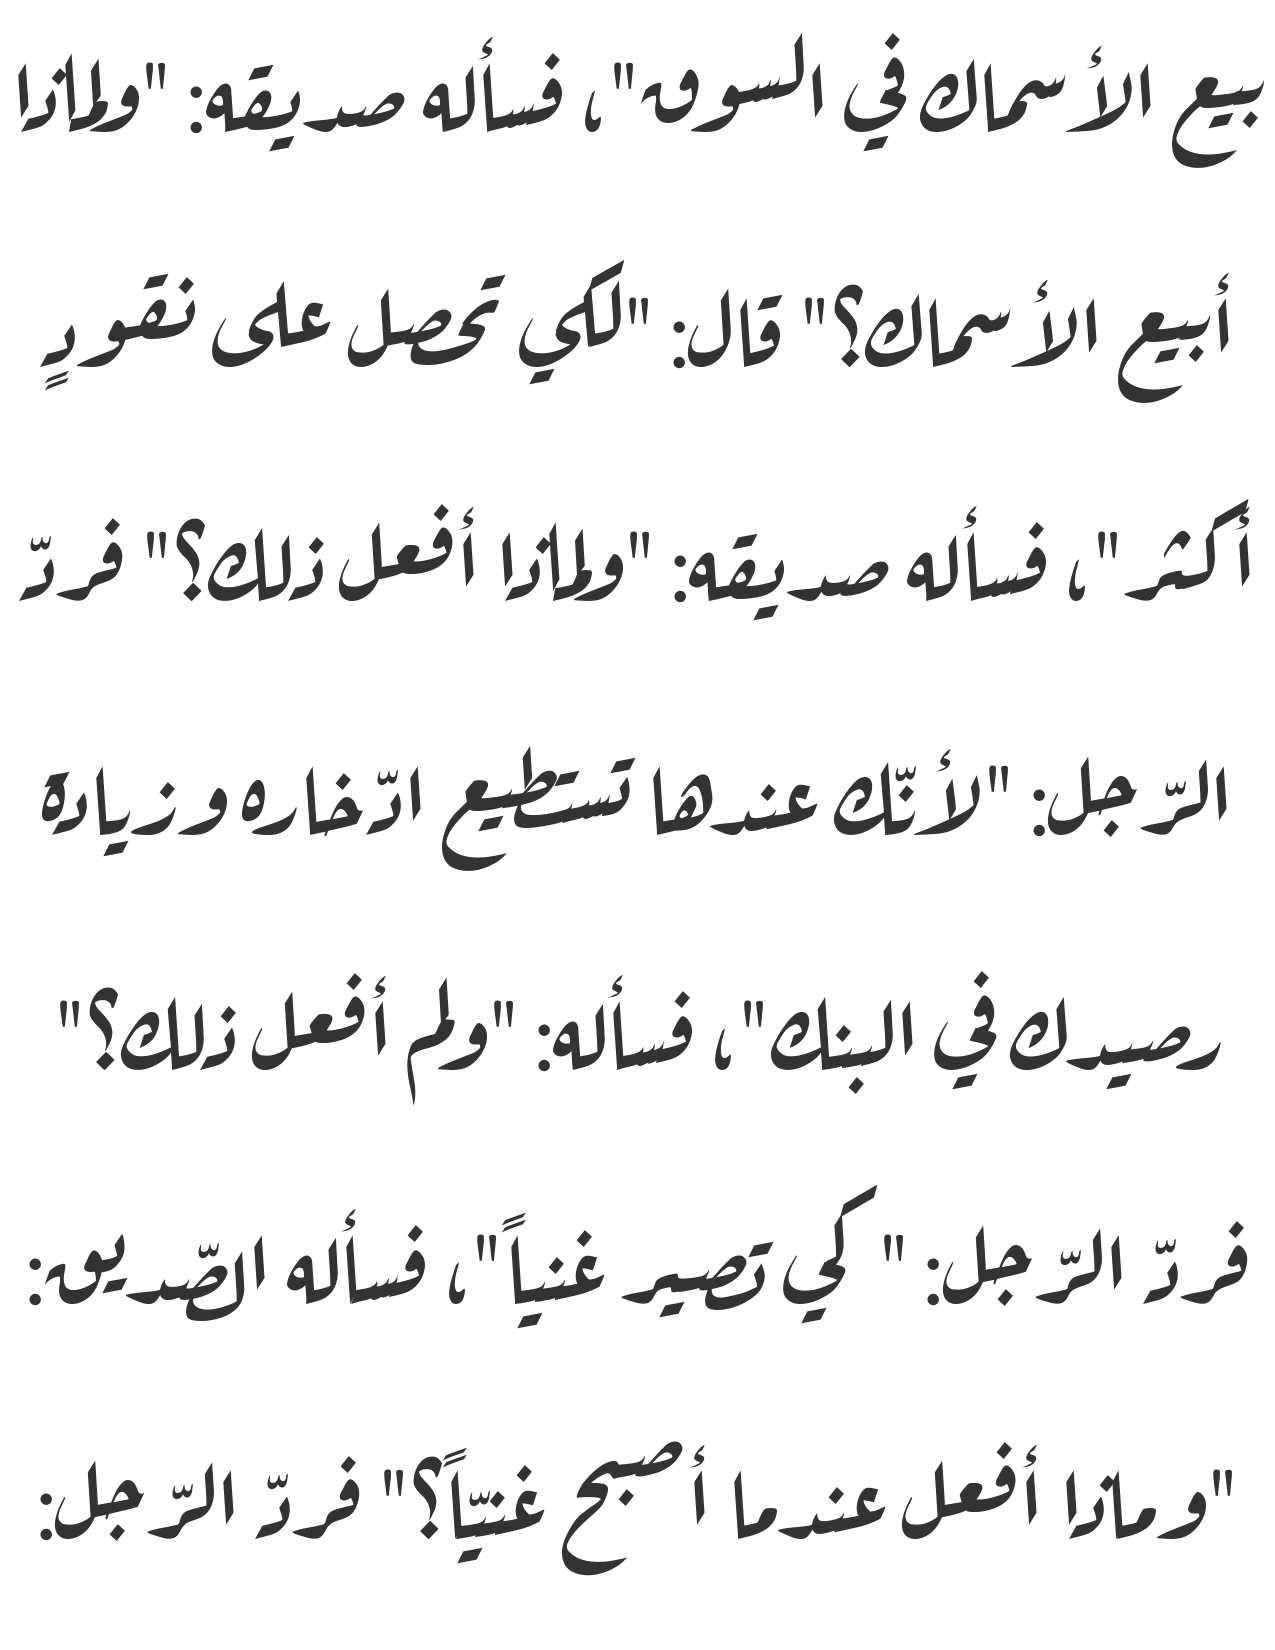 بيع الأسماك في السوق"، فسأله صديقه: "ولماذا
أبيع الأسماك؟" قال: "لكي تحصل على نقودٍ
أكثر"، فسأله صديقه: "ولماذا أفعل ذلك؟" فردّ
الرّجل: "لأنّك عندها تستطيع ادّخاره وزيادة
رصيدك في البنك"، فسأله: "ولم أفعل ذلك؟"
فردّ الرّجل: " كي تصير غنياً"، فسأله الصّديق:
"وماذا أفعل عندما أصبح غنيّاً؟" فردّ الرّجل: